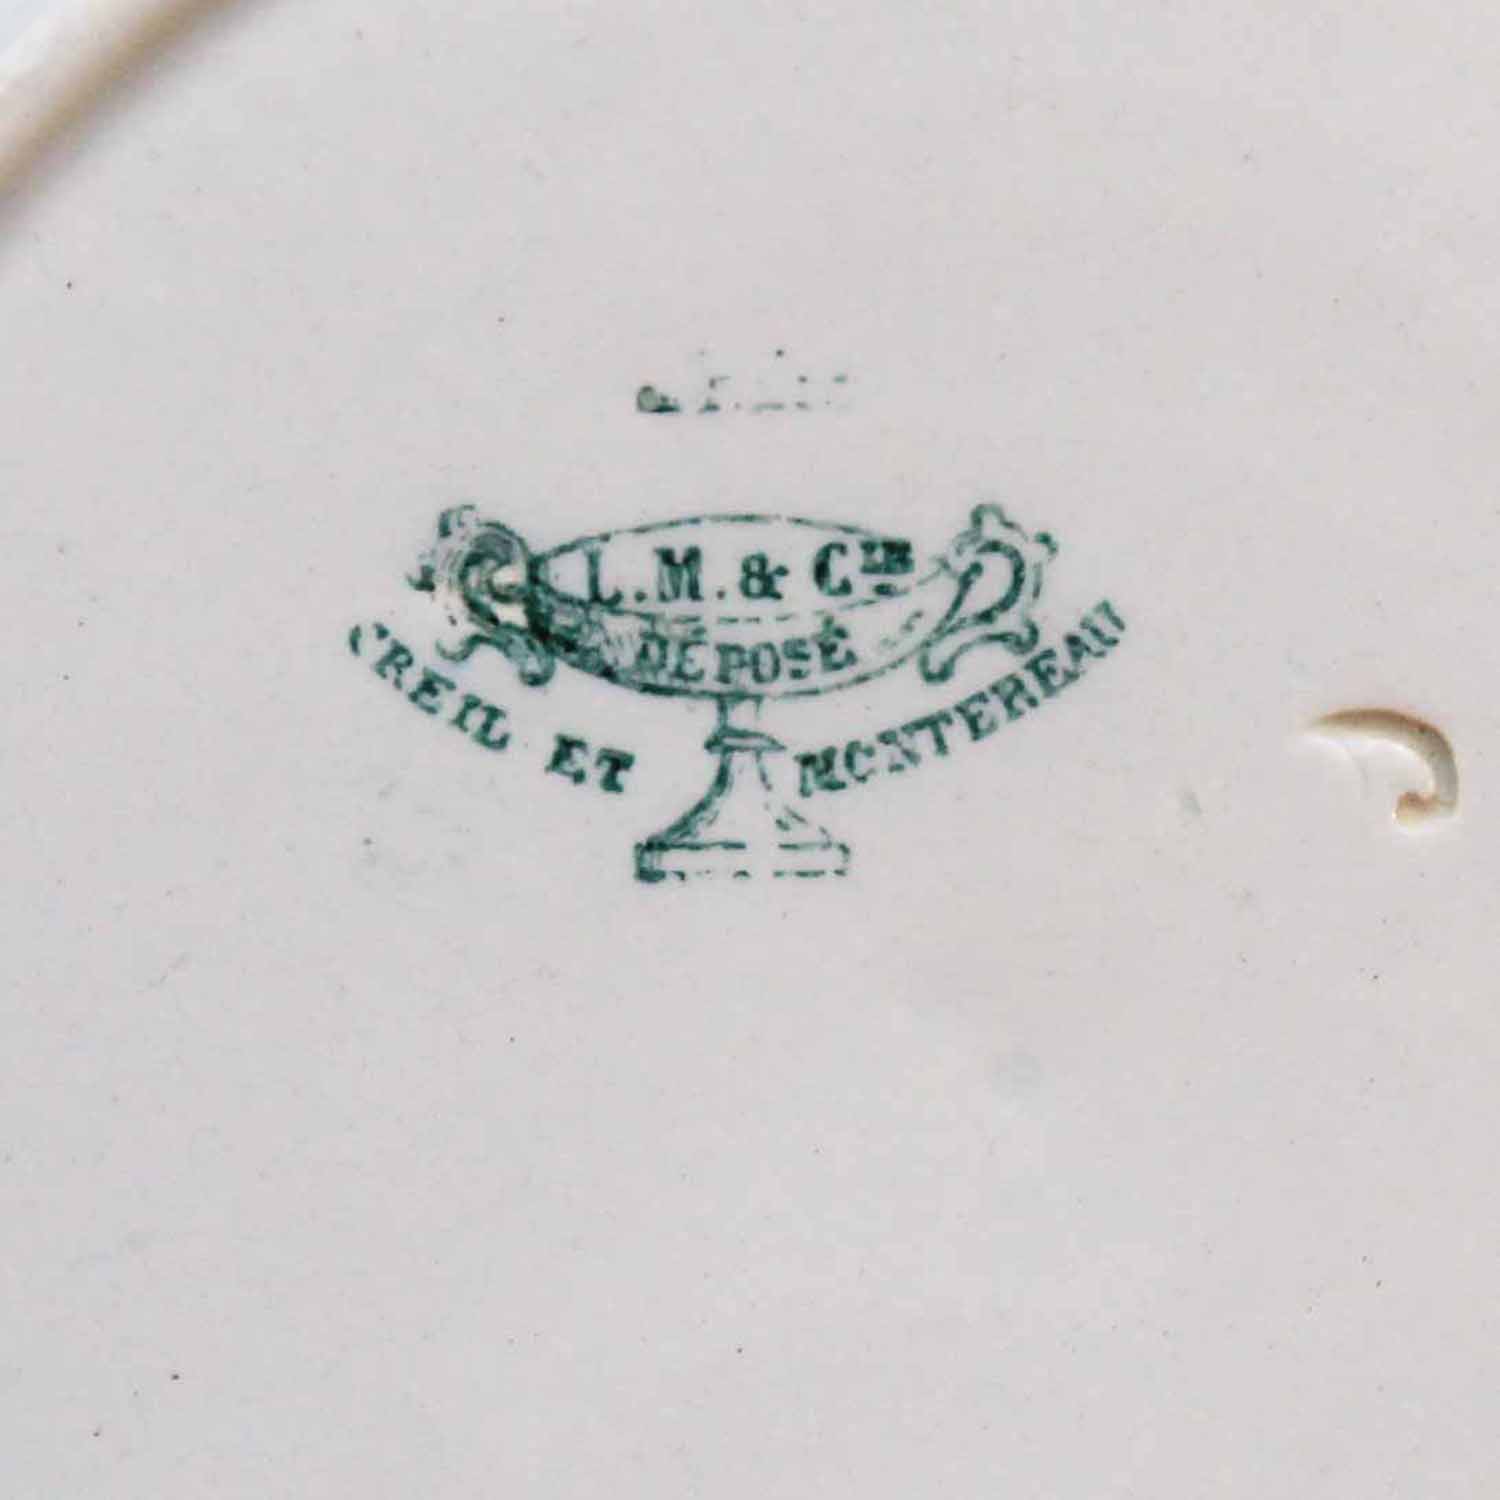 L.M. & Cie
DÉPOSÉ
CREIL ET MONTEREAU